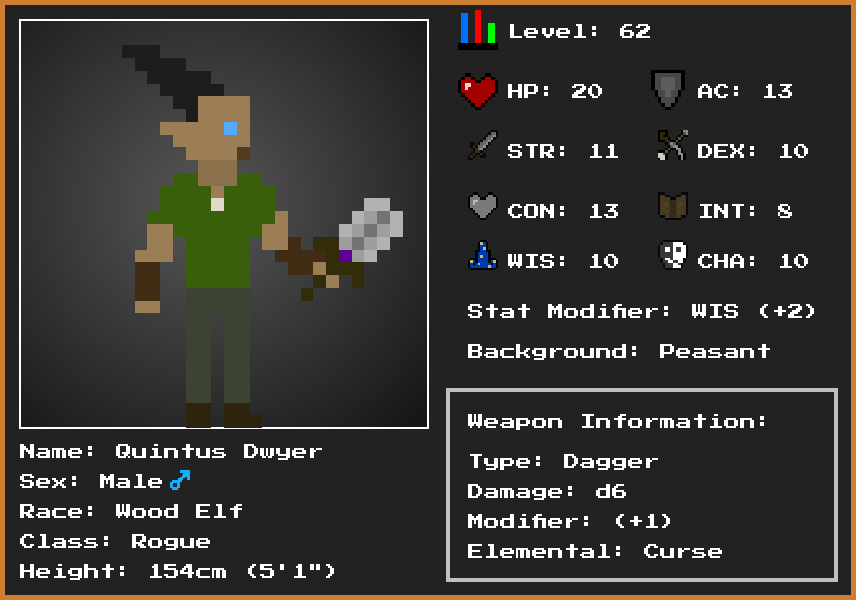 Level: 62
HP: 20
AC: 13
STR: 11
DEX: 10
CON: 13
INT: 8
WIS: 10
CHA: 10
Stat Modifier: WIS (+2)
Background: Peasant
Name: Quintus Dwyer
Sex: Male♂
Race: Wood Elf
Class: Rogue
Height: 154cm (5'1")
Weapon Information:
Type: Dagger
Damage: d6
Modifier: (+1)
Elemental: Curse